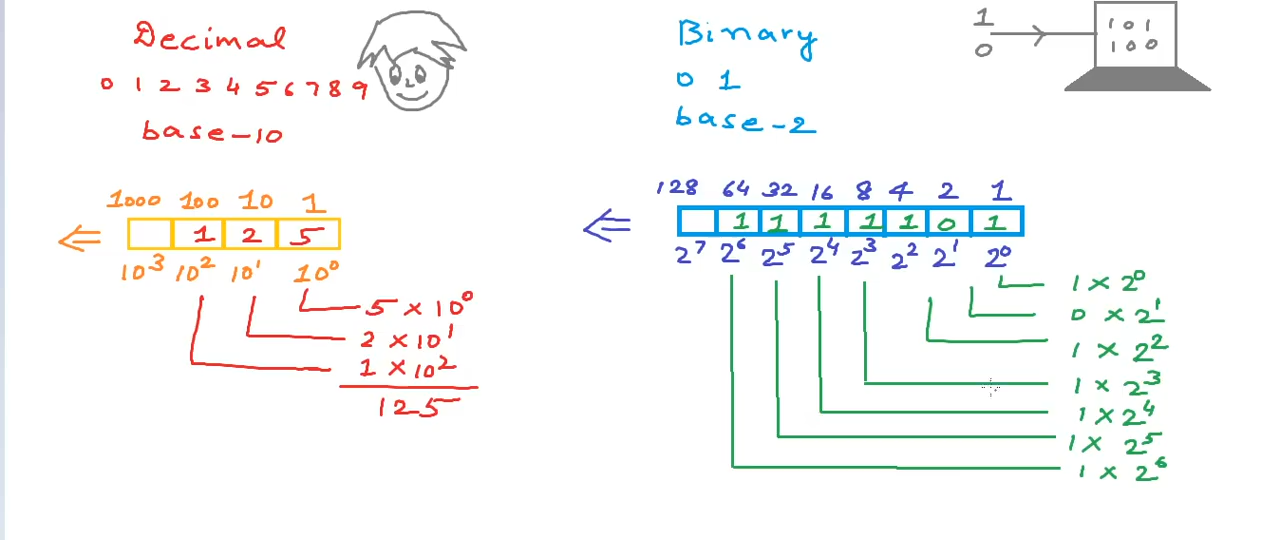 Decimal
0 1 2 3 4 5 6 7 8 9
base-10
1000 100 10 1
1 2 5
10³ 10² 10¹ 10⁰
5 × 10⁰
2 × 10¹
1 × 10²
125
Binary
0 1
base-2
1
0
101
100
128 64 32 16 8 4 2 1
1 1 1 1 1 0 1
2⁷ 2⁶ 2⁵ 2⁴ 2³ 2² 2¹ 2⁰
1 × 2⁰
0 × 2¹
1 × 2²
1 × 2³
1 × 2⁴
1 × 2⁵
1 × 2⁶